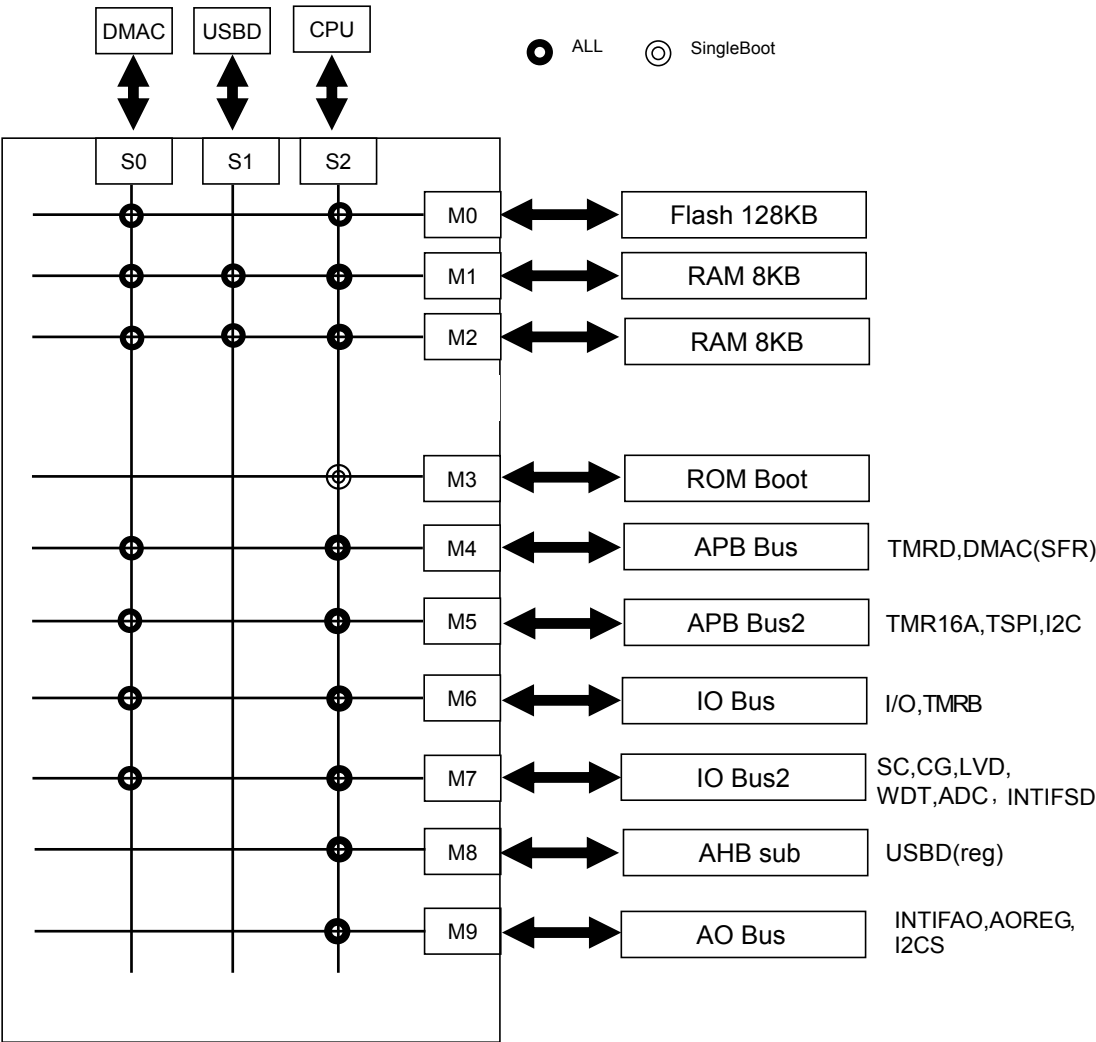 DMAC USBD CPU ALL SingleBoot
S0 S1 S2
M0 Flash 128KB
M1 RAM 8KB
M2 RAM 8KB
M3 ROM Boot
M4 APB Bus TMRD,DMAC(SFR)
M5 APB Bus2 TMR16A,TSPI,I2C
M6 IO Bus I/O,TMRB
M7 IO Bus2 SC,CG,LVD,
WDT,ADC, INTIFSD
M8 AHB sub USBD(reg)
M9 AO Bus INTIFAO,AOREG,
I2CS